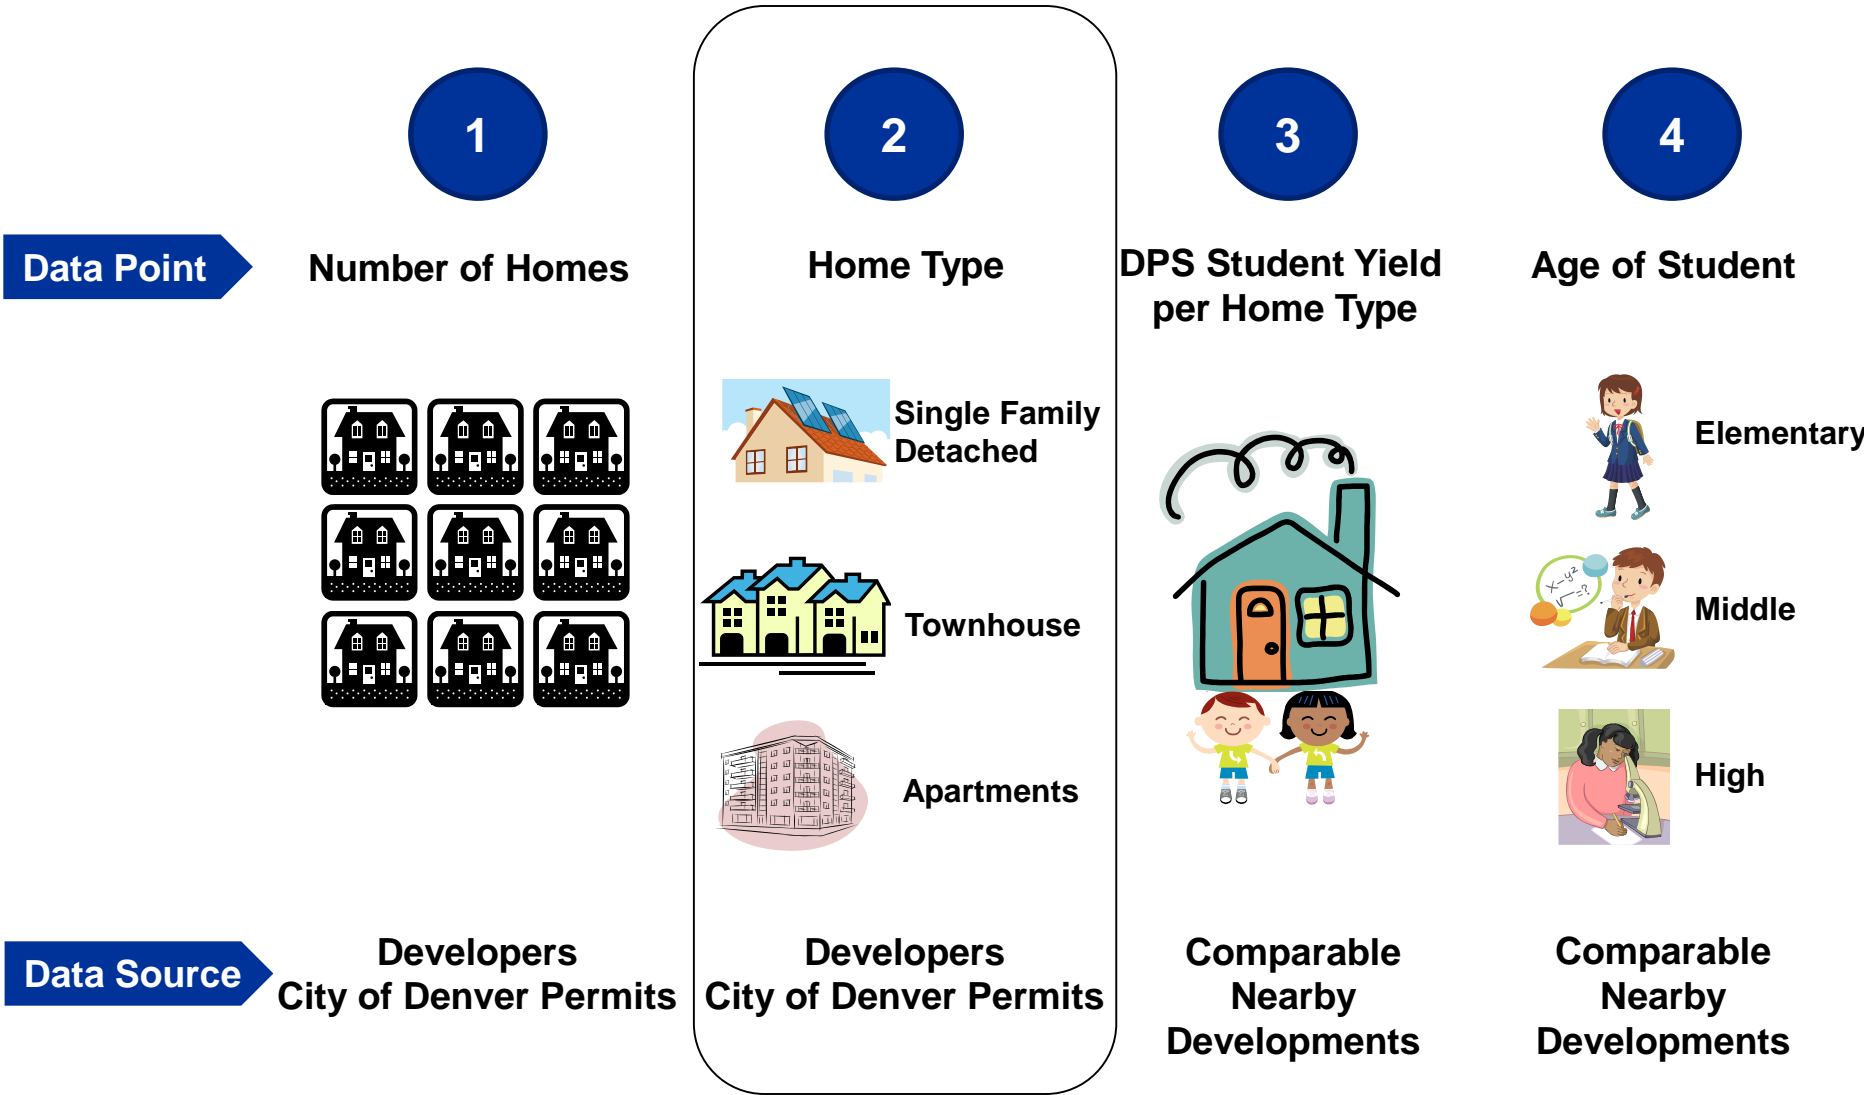 1
2
3
4
Data Point
Number of Homes
Home Type
DPS Student Yield
per Home Type
Age of Student
Single Family
Detached
Townhouse
Apartments
x-y²
√‾=?
Elementary
Middle
High
Data Source
Developers
City of Denver Permits
Developers
City of Denver Permits
Comparable
Nearby
Developments
Comparable
Nearby
Developments